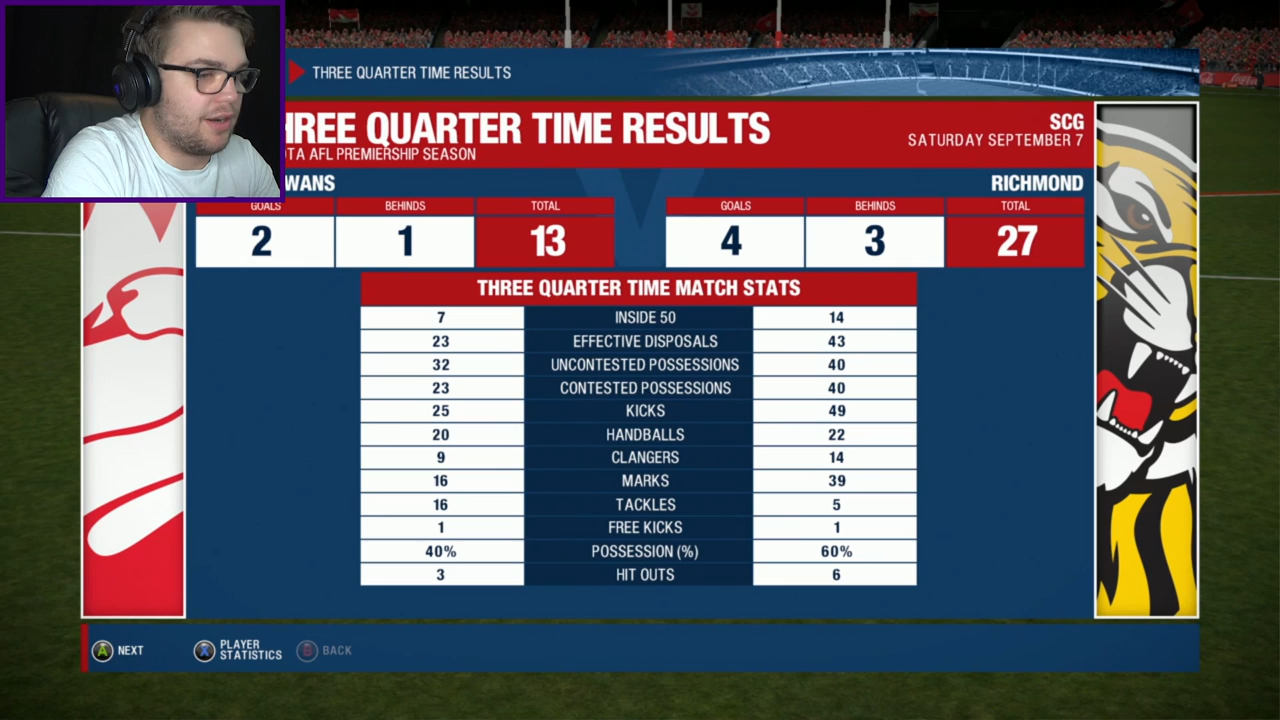 THREE QUARTER TIME RESULTS
HREE QUARTER TIME RESULTS
SCG
TA AFL PREMIERSHIP SEASON
SATURDAY SEPTEMBER 7
WANS RICHMOND
GOALS BEHINDS TOTAL GOALS BEHINDS TOTAL
2 1 13 4 3 27
THREE QUARTER TIME MATCH STATS
7 INSIDE 50 14
23 EFFECTIVE DISPOSALS 43
32 UNCONTESTED POSSESSIONS 40
23 CONTESTED POSSESSIONS 40
25 KICKS 49
20 HANDBALLS 22
9 CLANGERS 14
16 MARKS 39
16 TACKLES 5
1 FREE KICKS 1
40% POSSESSION (%) 60%
3 HIT OUTS 6
A NEXT X PLAYER STATISTICS B BACK